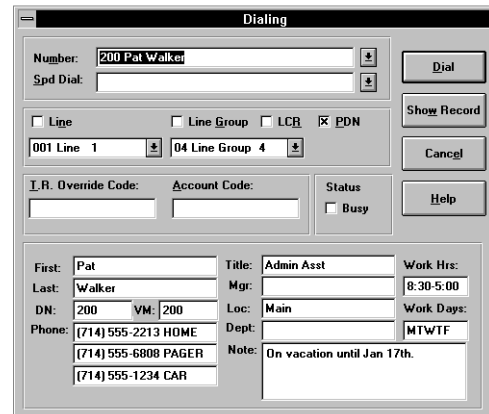 Dialing
Number: 200 Pat Walker
Spd Dial:
Dial
Show Record
Cancel
Help
Line
Line Group
LCR
PDN
001 Line 1
04 Line Group 4
T.R. Override Code:
Account Code:
Status
Busy
First: Pat
Last: Walker
DN: 200 VM: 200
Phone: (714) 555-2213 HOME
(714) 555-6808 PAGER
(714) 555-1234 CAR
Title: Admin Asst
Mgr:
Loc: Main
Dept:
Note: On vacation until Jan 17th.
Work Hrs:
8:30-5:00
Work Days:
MTWTF